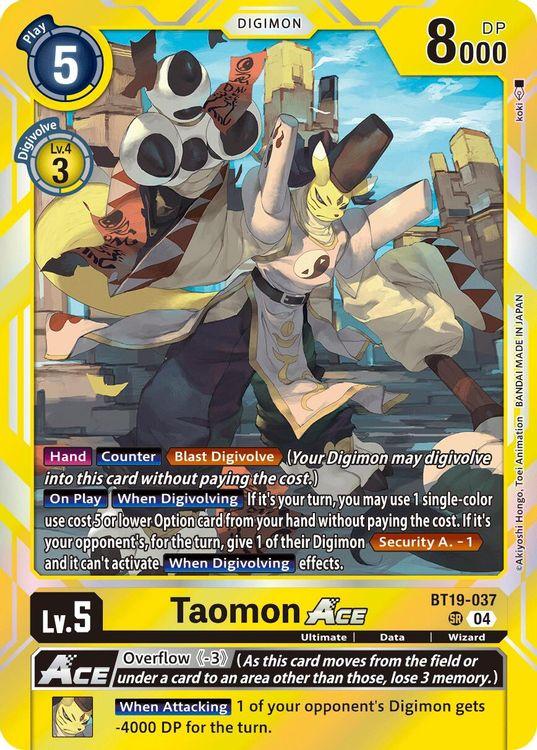 DIGIMON
Play
5
DP
8000
Digivolve
Lv.4
3
koki
©Akiyoshi Hongo, Toei Animation BANDAI MADE IN JAPAN
Hand Counter Blast Digivolve (Your Digimon may digivolve
into this card without paying the cost.)
On Play When Digivolving If it's your turn, you may use 1 single-color
use cost 5 or lower Option card from your hand without paying the cost. If it's
your opponent's, for the turn, give 1 of their Digimon Security A. -1
and it can't activate When Digivolving effects.
BT19-037
Lv.5 Taomon ACE SR 04
Ultimate | Data | Wizard
ACE Overflow《-3》(As this card moves from the field or
under a card to an area other than those, lose 3 memory.)
When Attacking 1 of your opponent's Digimon gets
-4000 DP for the turn.